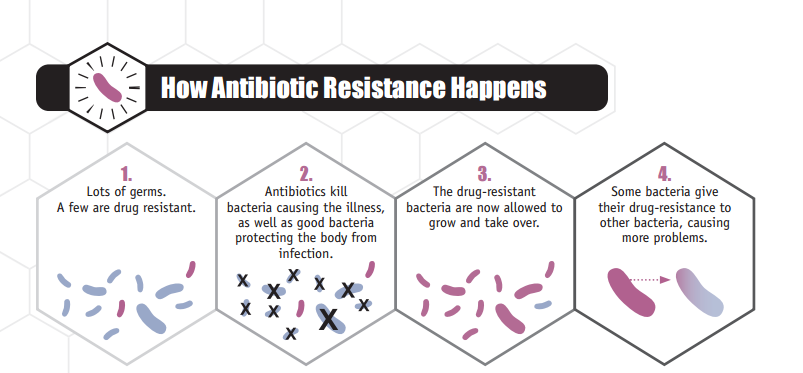 How Antibiotic Resistance Happens
1.
Lots of germs.
A few are drug resistant.
2.
Antibiotics kill
bacteria causing the illness,
as well as good bacteria
protecting the body from
infection.
X X X X X X X X X X
3.
The drug-resistant
bacteria are now allowed to
grow and take over.
4.
Some bacteria give
their drug-resistance to
other bacteria, causing
more problems.